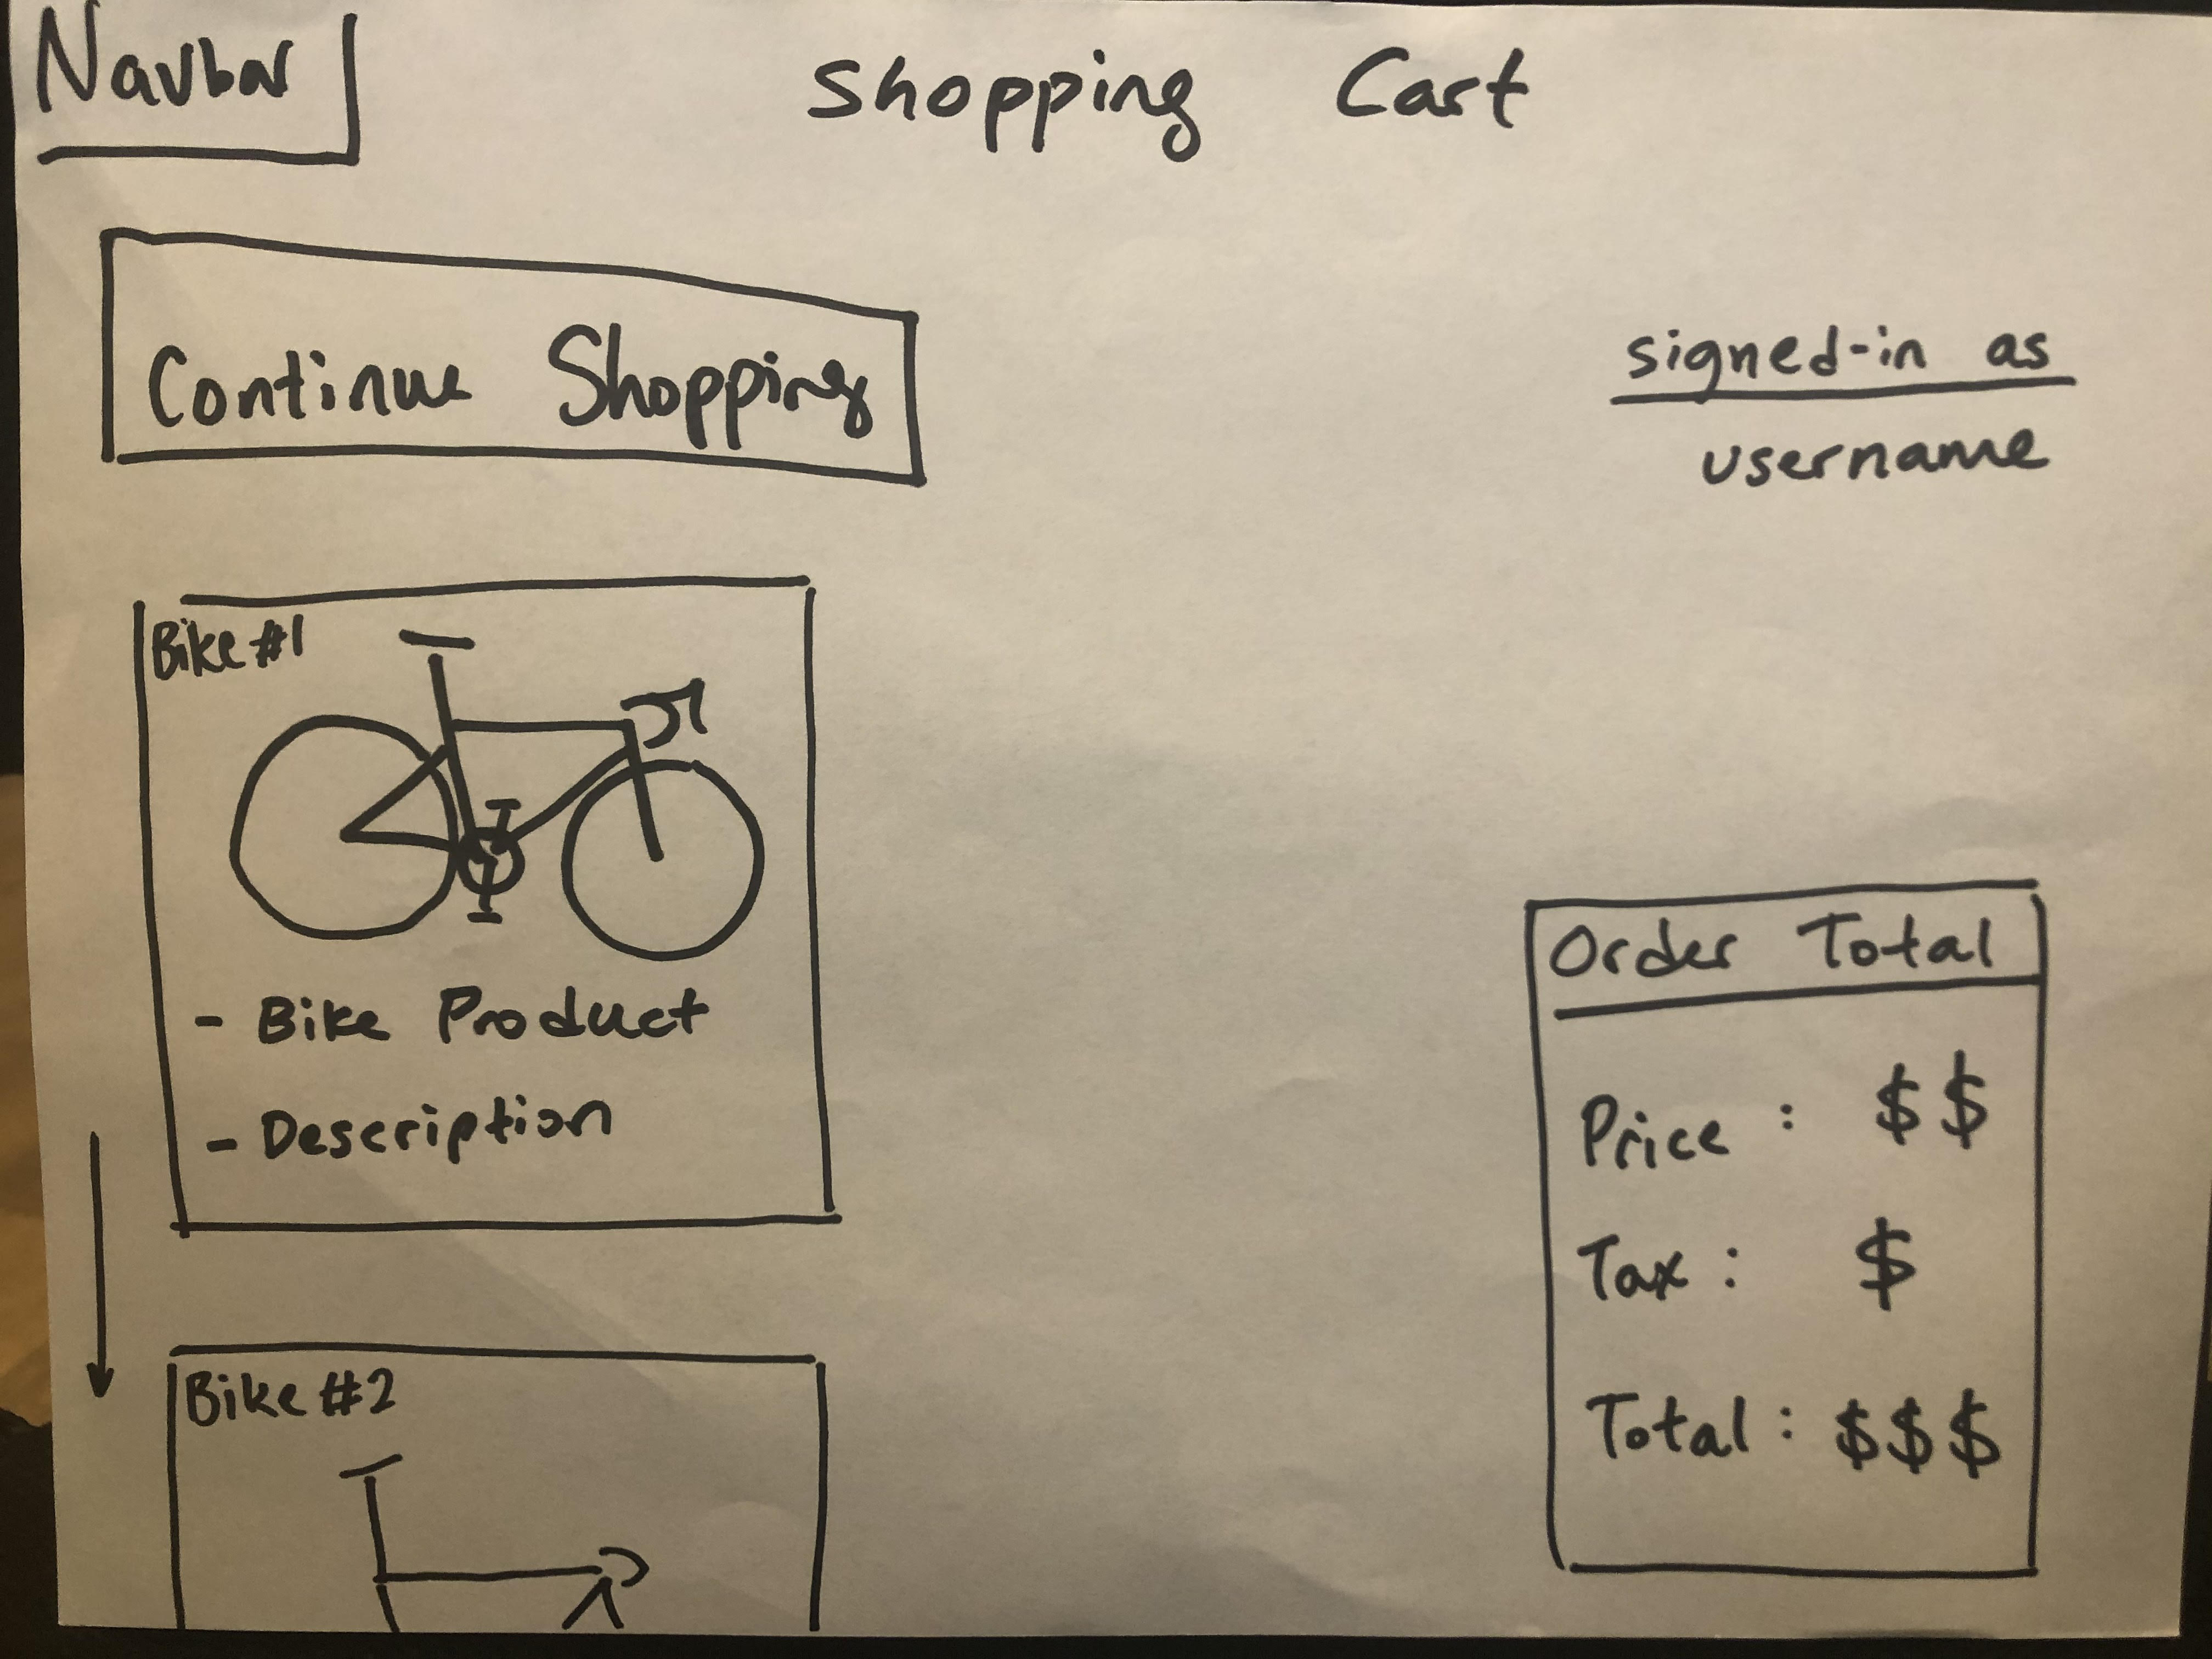 Navbar
Shopping Cart
Continue Shopping
signed-in as
username
Bike #1
- Bike Product
- Description
Bike #2
Order Total
Price : $$
Tax : $
Total : $$$